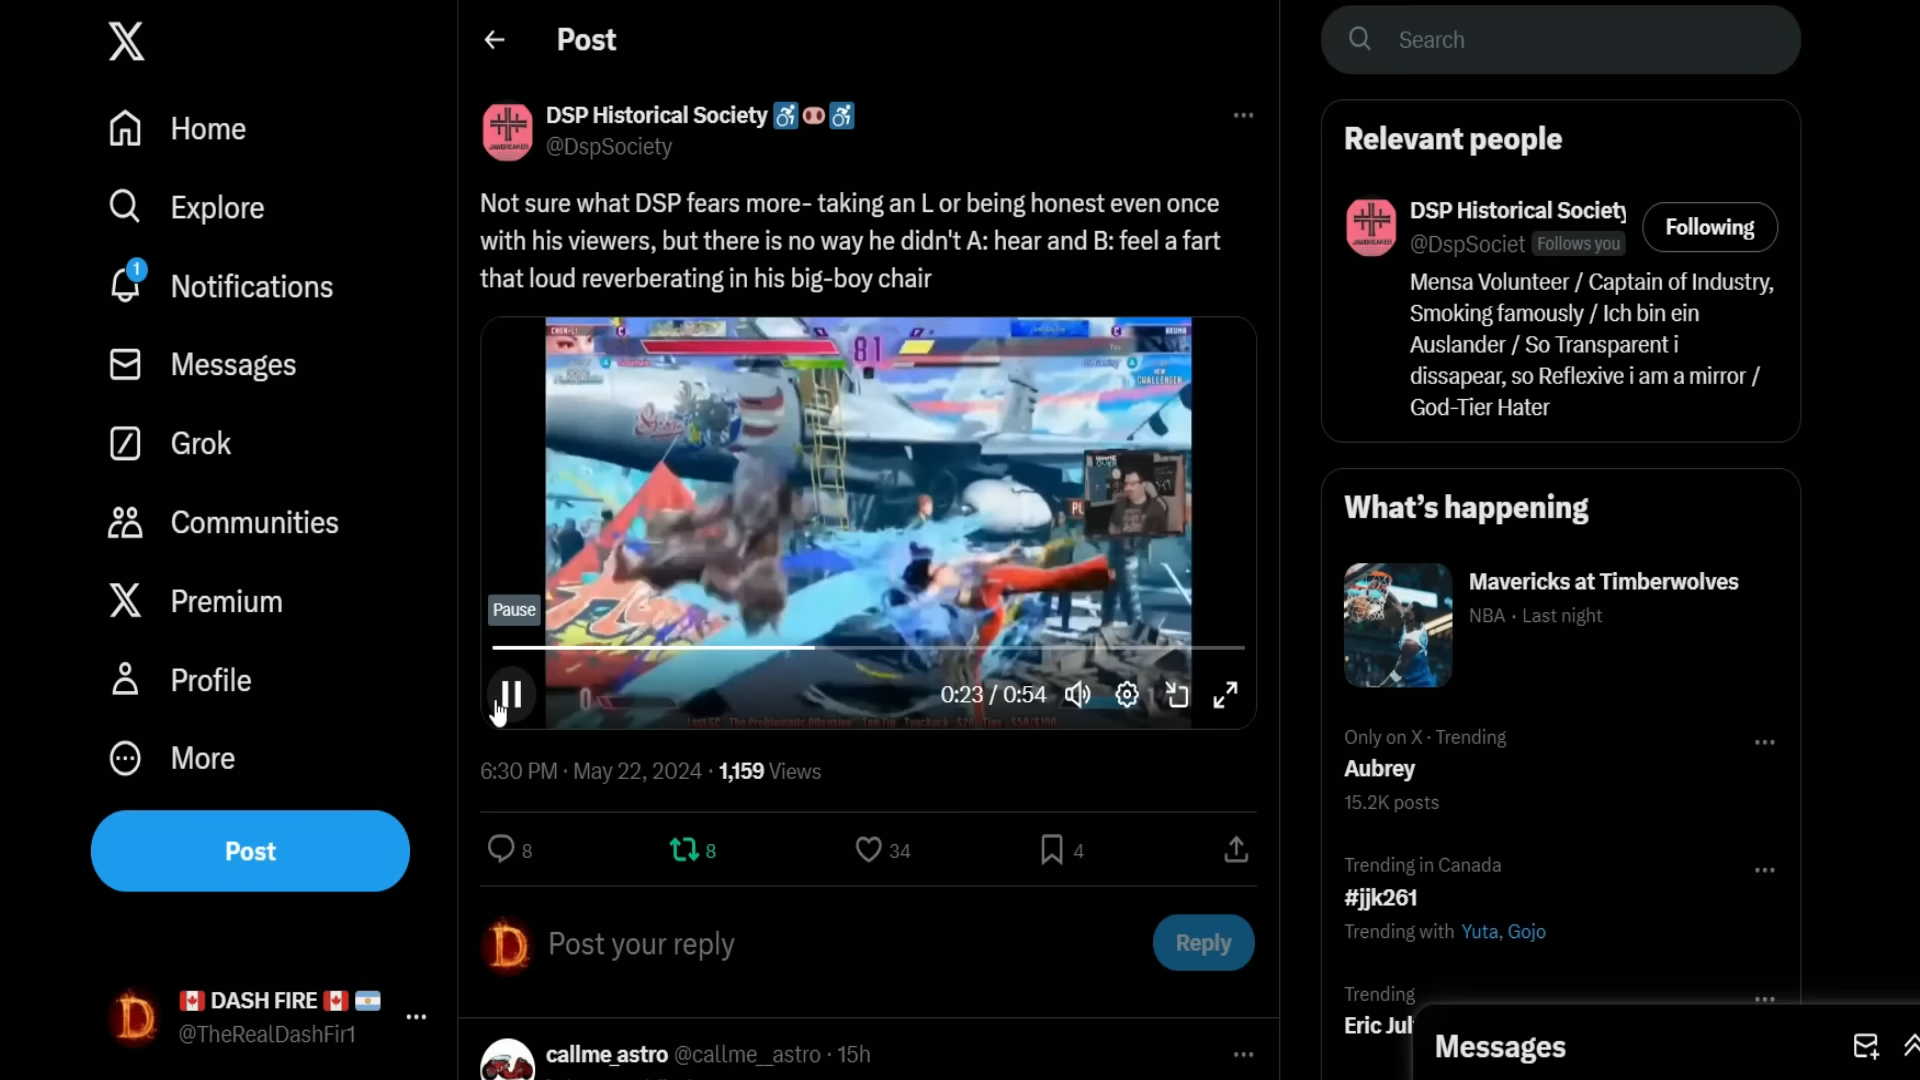 Home
Explore
1
Notifications
Messages
Grok
Communities
Premium
Profile
More
Post
DASH FIRE
@TheRealDashFir1
Post
DSP Historical Society
@DspSociety
Not sure what DSP fears more- taking an L or being honest even once
with his viewers, but there is no way he didn't A: hear and B: feel a fart
that loud reverberating in his big-boy chair
CHUN-LI
81
AKUMA
CHALLENGER
Pause
0:23 / 0:54
6:30 PM · May 22, 2024 · 1,159 Views
8
8
34
4
Post your reply
Reply
callme_astro @callme__astro · 15h
Search
Relevant people
DSP Historical Society
@DspSociet Follows you
Following
Mensa Volunteer / Captain of Industry,
Smoking famously / Ich bin ein
Auslander / So Transparent i
dissapear, so Reflexive i am a mirror /
God-Tier Hater
What's happening
Mavericks at Timberwolves
NBA · Last night
Only on X · Trending
Aubrey
15.2K posts
Trending in Canada
#jjk261
Trending with Yuta, Gojo
Trending
Eric Jul
Messages